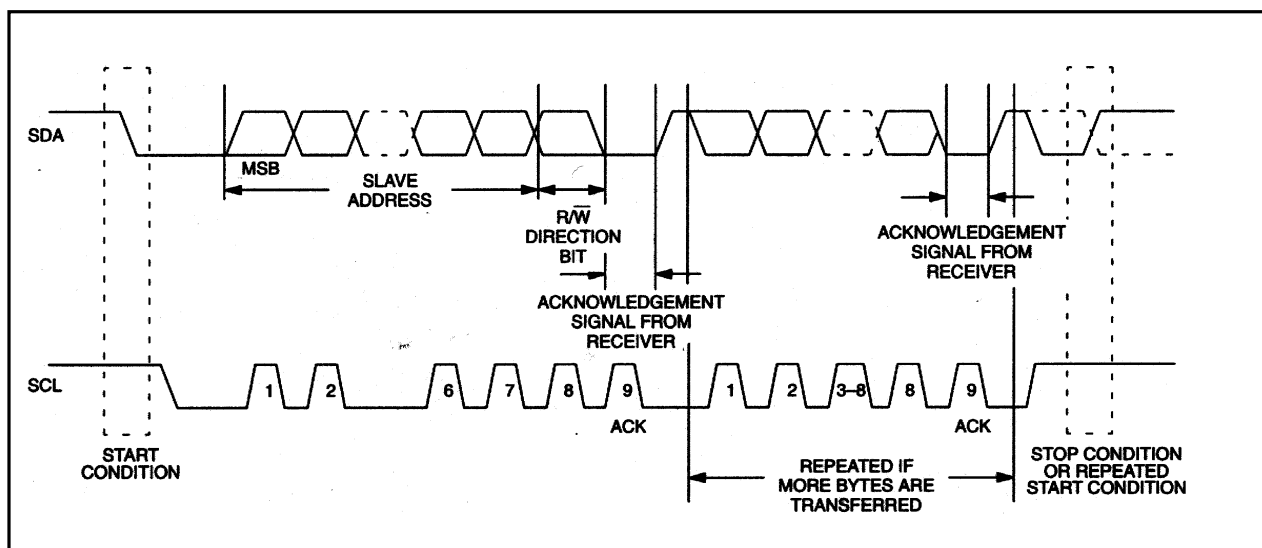 SDA
MSB
SLAVE
ADDRESS
R/W̅
DIRECTION
BIT
ACKNOWLEDGEMENT
SIGNAL FROM
RECEIVER
ACKNOWLEDGEMENT
SIGNAL FROM
RECEIVER
SCL
1
2
6
7
8
9
1
2
3–8
8
9
ACK
ACK
START
CONDITION
REPEATED IF
MORE BYTES ARE
TRANSFERRED
STOP CONDITION
OR REPEATED
START CONDITION